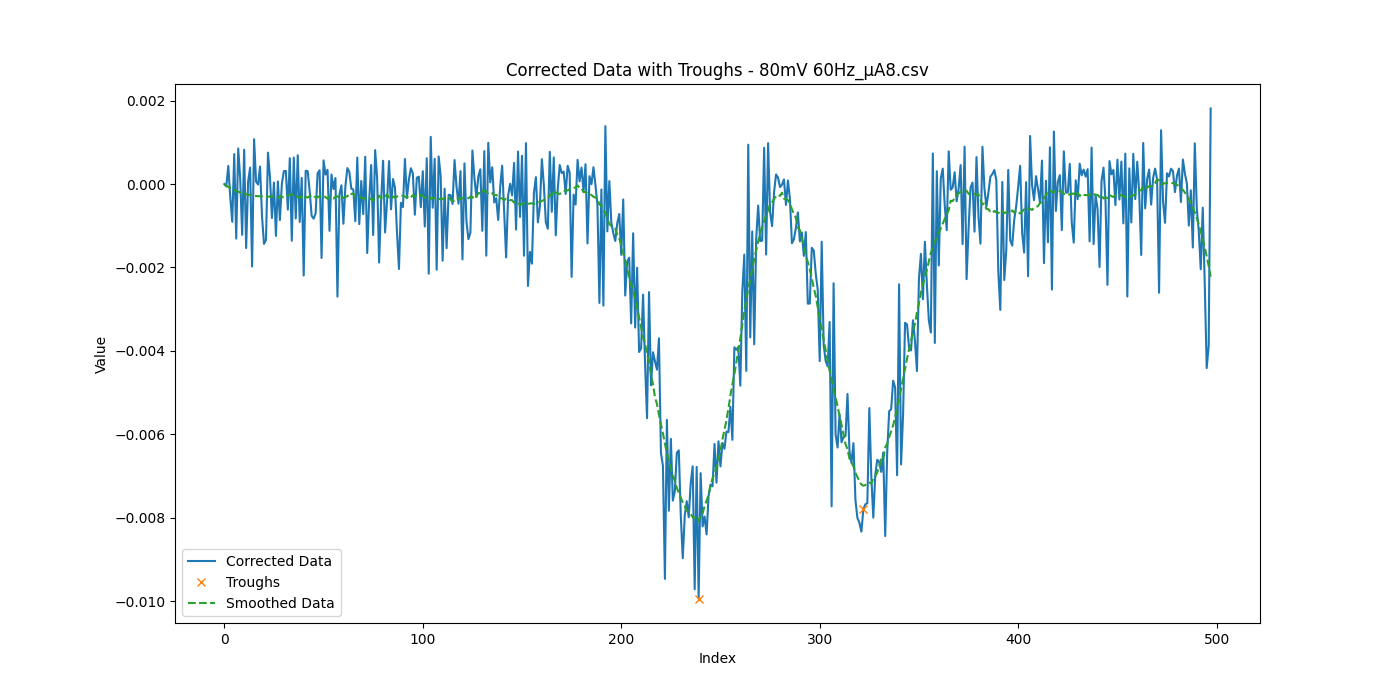 Corrected Data with Troughs - 80mV 60Hz_µA8.csv
0.002
0.000
−0.002
−0.004
−0.006
−0.008
−0.010
Value
Corrected Data
Troughs
Smoothed Data
0 100 200 300 400 500
Index